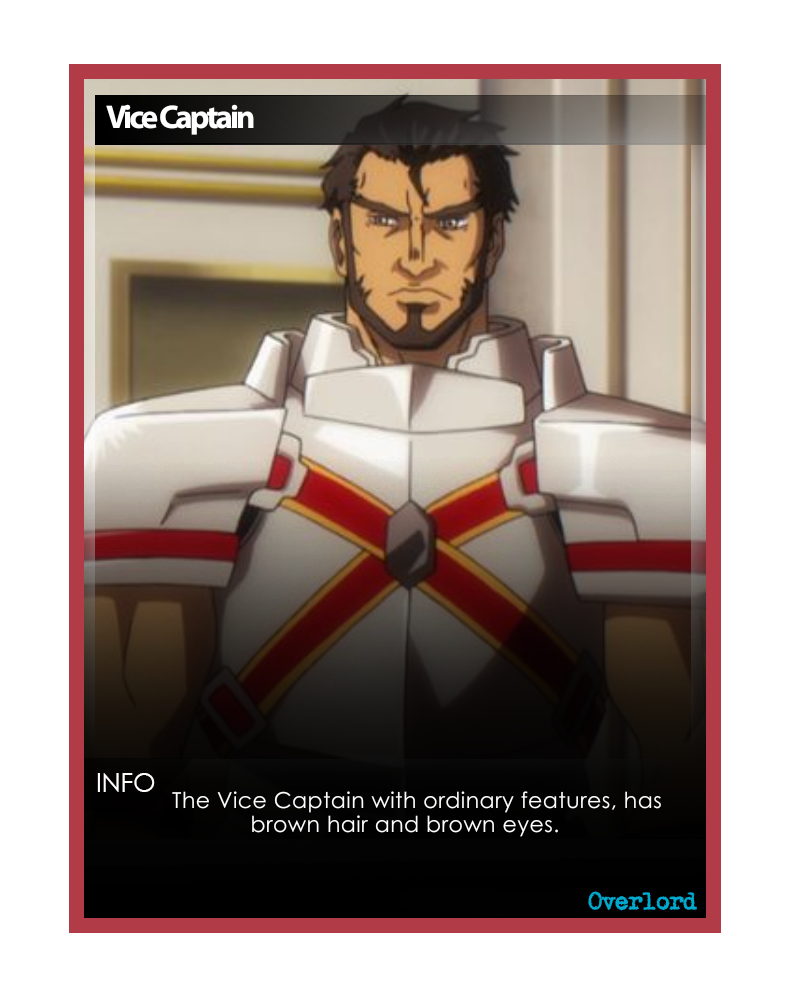 Vice Captain
INFO
The Vice Captain with ordinary features, has
brown hair and brown eyes.
Overlord